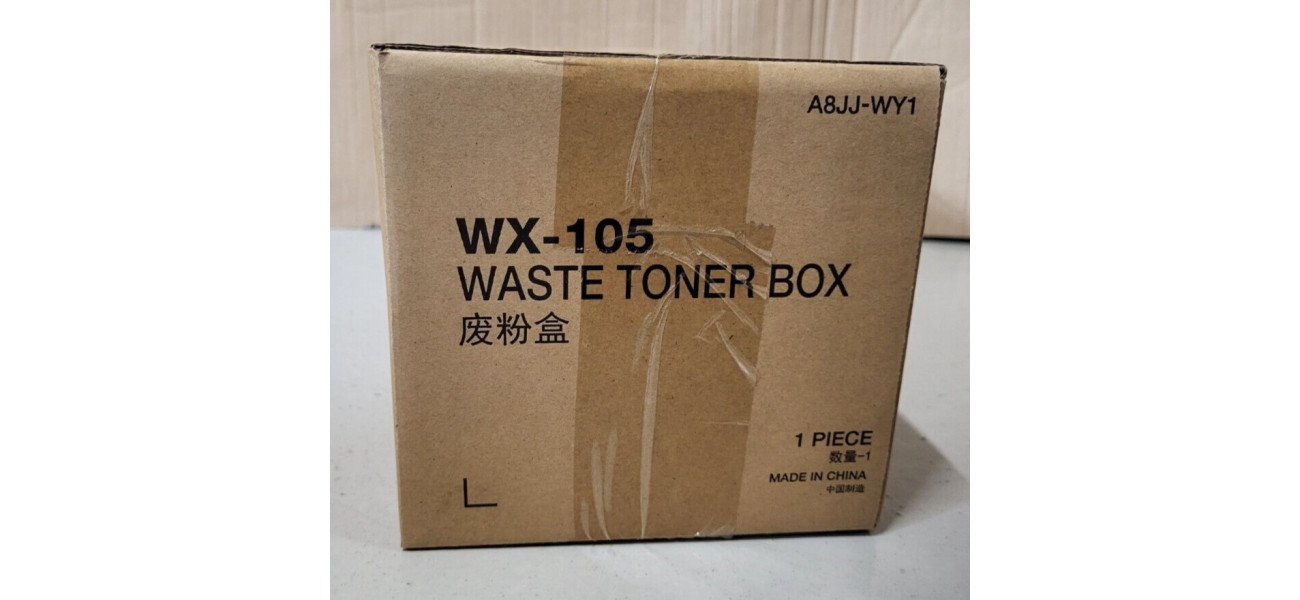 A8JJ-WY1
WX-105
WASTE TONER BOX
废粉盒
1 PIECE
数量-1
MADE IN CHINA
中国制造